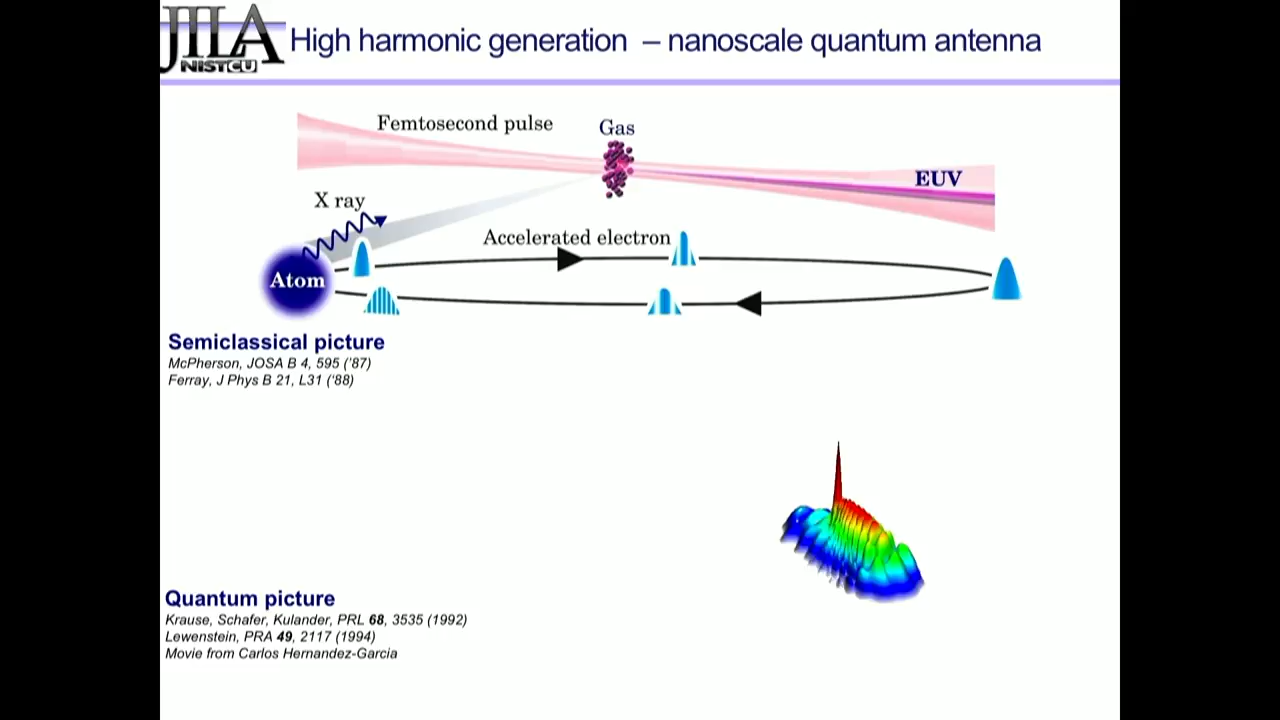 JILA
NIST CU
High harmonic generation – nanoscale quantum antenna
Femtosecond pulse
Gas
EUV
X ray
Accelerated electron
Atom
Semiclassical picture
McPherson, JOSA B 4, 595 ('87)
Ferray, J Phys B 21, L31 ('88)
Quantum picture
Krause, Schafer, Kulander, PRL 68, 3535 (1992)
Lewenstein, PRA 49, 2117 (1994)
Movie from Carlos Hernandez-Garcia